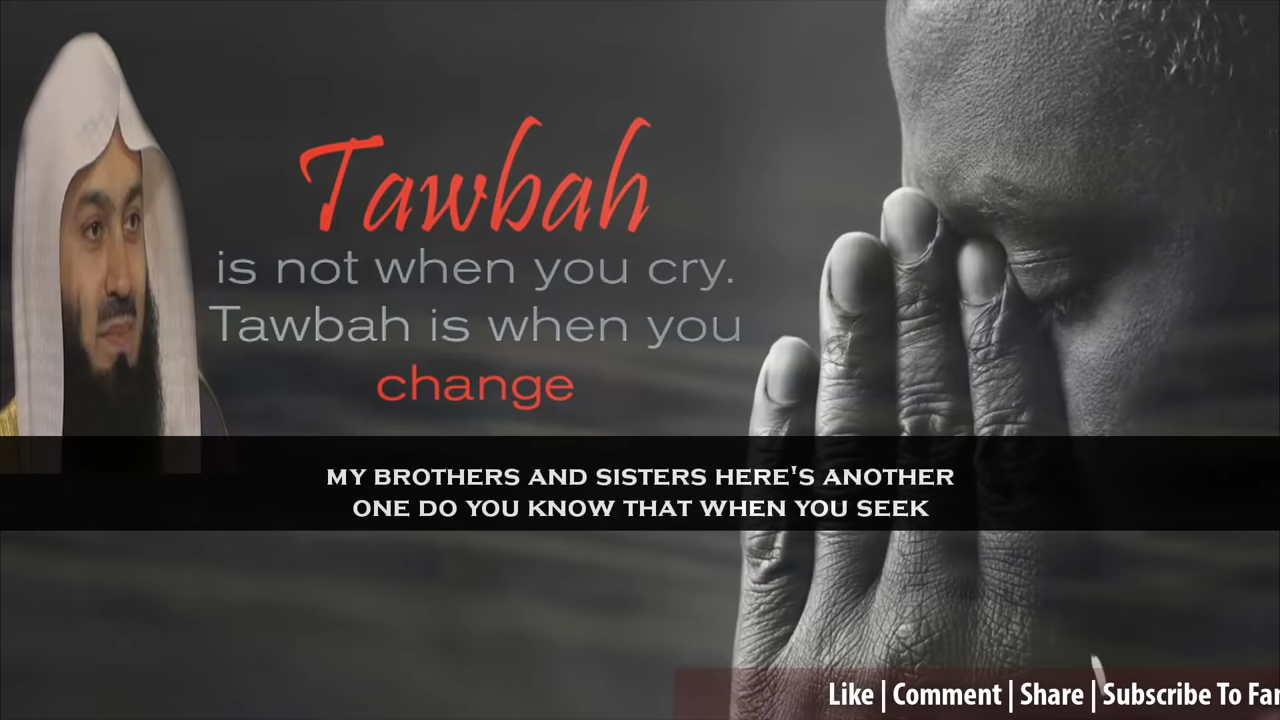 Tawbah
is not when you cry.
Tawbah is when you
change
MY BROTHERS AND SISTERS HERE'S ANOTHER
ONE DO YOU KNOW THAT WHEN YOU SEEK
Like | Comment | Share | Subscribe To